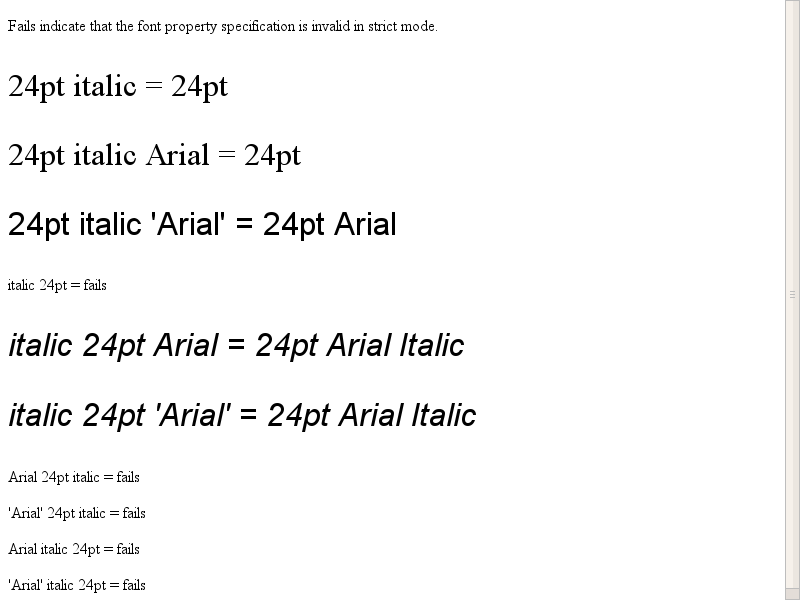 Fails indicate that the font property specification is invalid in strict mode.
24pt italic = 24pt
24pt italic Arial = 24pt
24pt italic 'Arial' = 24pt Arial
italic 24pt = fails
italic 24pt Arial = 24pt Arial Italic
italic 24pt 'Arial' = 24pt Arial Italic
Arial 24pt italic = fails
'Arial' 24pt italic = fails
Arial italic 24pt = fails
'Arial' italic 24pt = fails